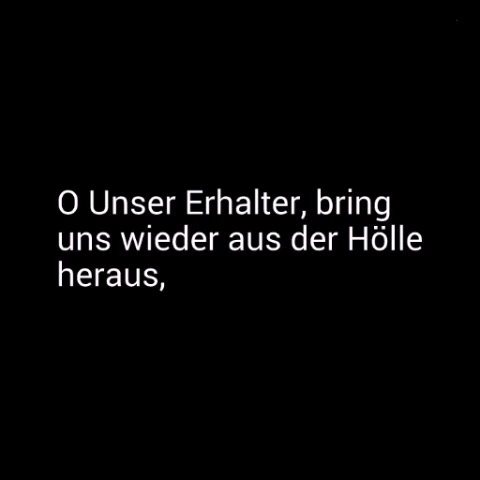 O Unser Erhalter, bring
uns wieder aus der Hölle
heraus,